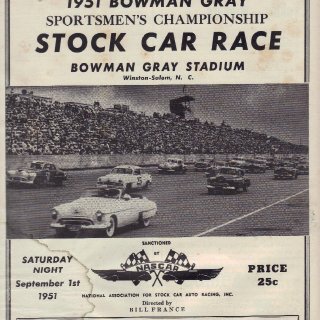 1951 BOWMAN GRAY
SPORTSMEN'S CHAMPIONSHIP
STOCK CAR RACE
BOWMAN GRAY STADIUM
Winston-Salem, N. C.
SATURDAY
NIGHT
September 1st
1951
SANCTIONED
BY
NASCAR
NATIONAL ASSOCIATION FOR STOCK CAR AUTO RACING, INC.
Directed by
BILL FRANCE
PRICE
25c